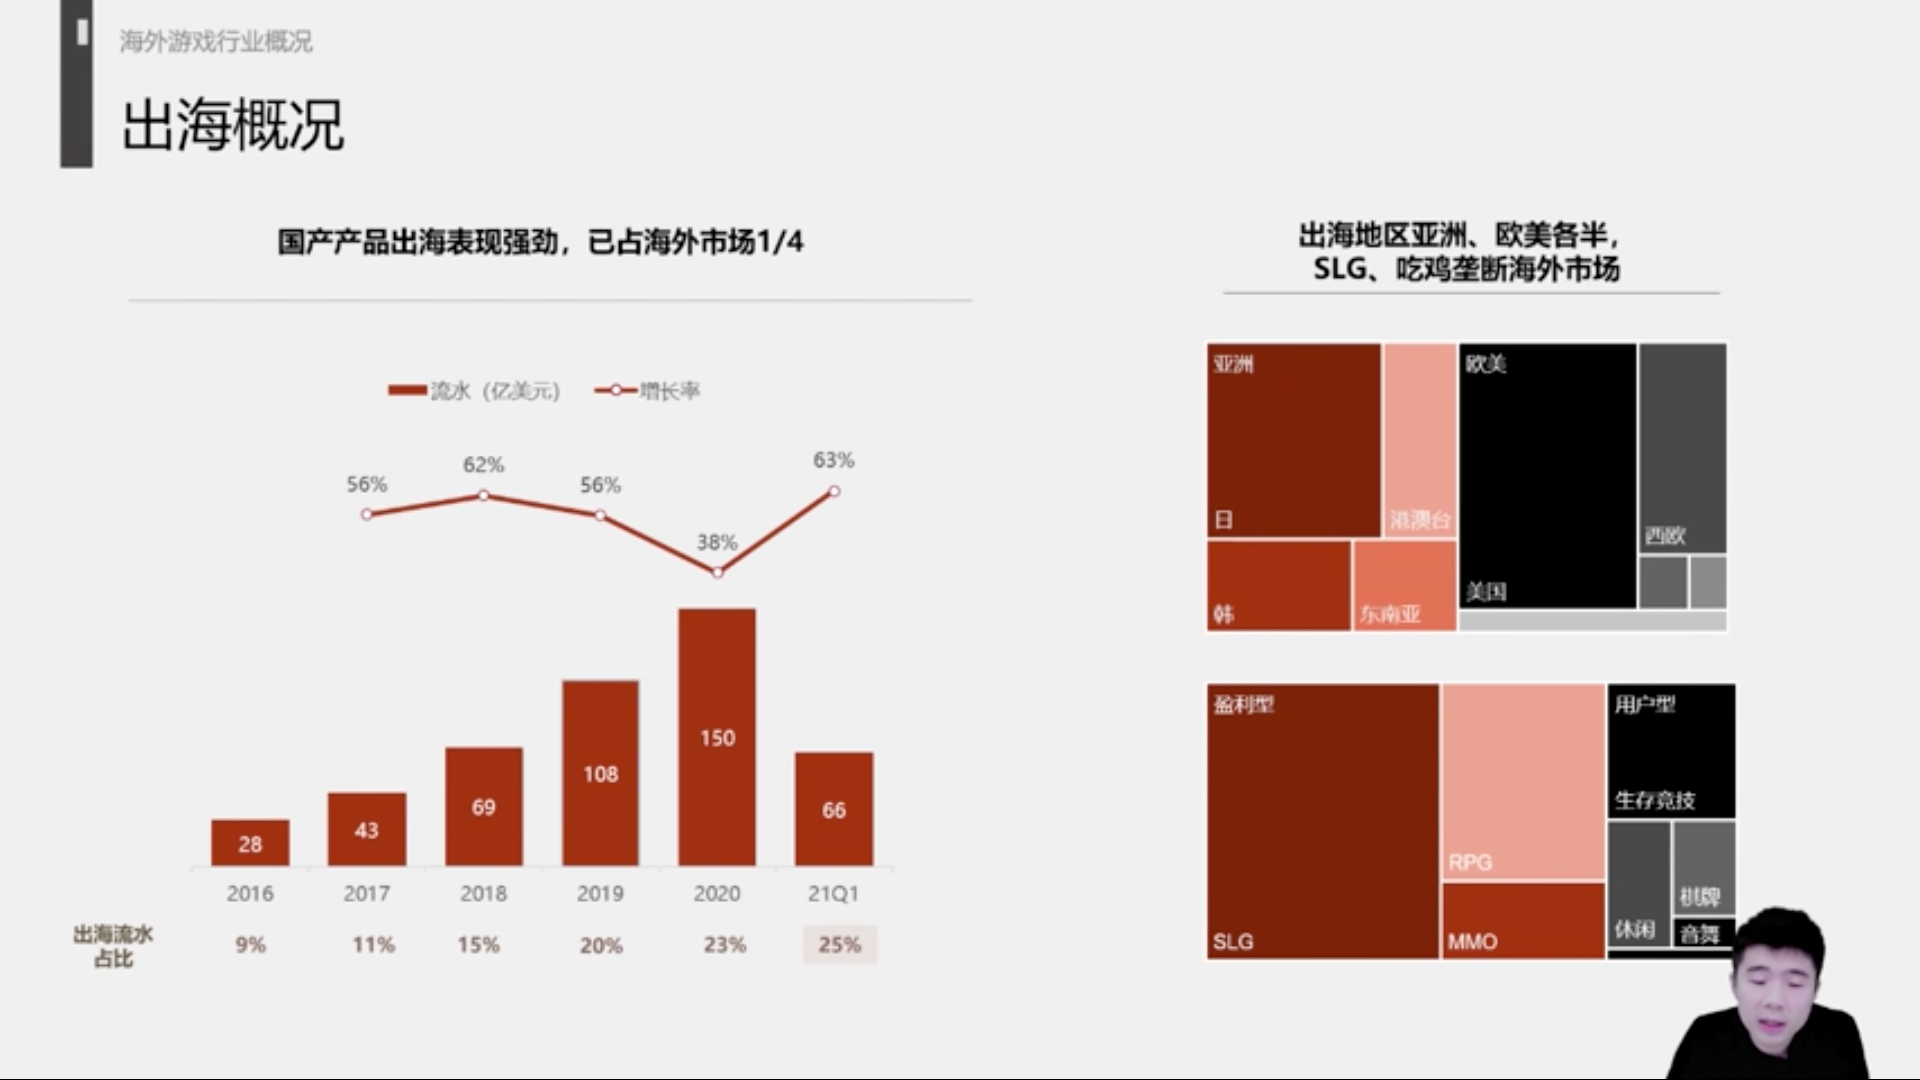 海外游戏行业概况
出海概况
国产产品出海表现强劲，已占海外市场1/4
流水（亿美元）
增长率
56%
62%
56%
38%
63%
28
43
69
108
150
66
2016
2017
2018
2019
2020
21Q1
出海流水
占比
9%
11%
15%
20%
23%
25%
出海地区亚洲、欧美各半，
SLG、吃鸡垄断海外市场
亚洲
日
港澳台
韩
东南亚
欧美
美国
西欧
盈利型
SLG
RPG
MMO
用户型
生存竞技
休闲
棋牌
音舞